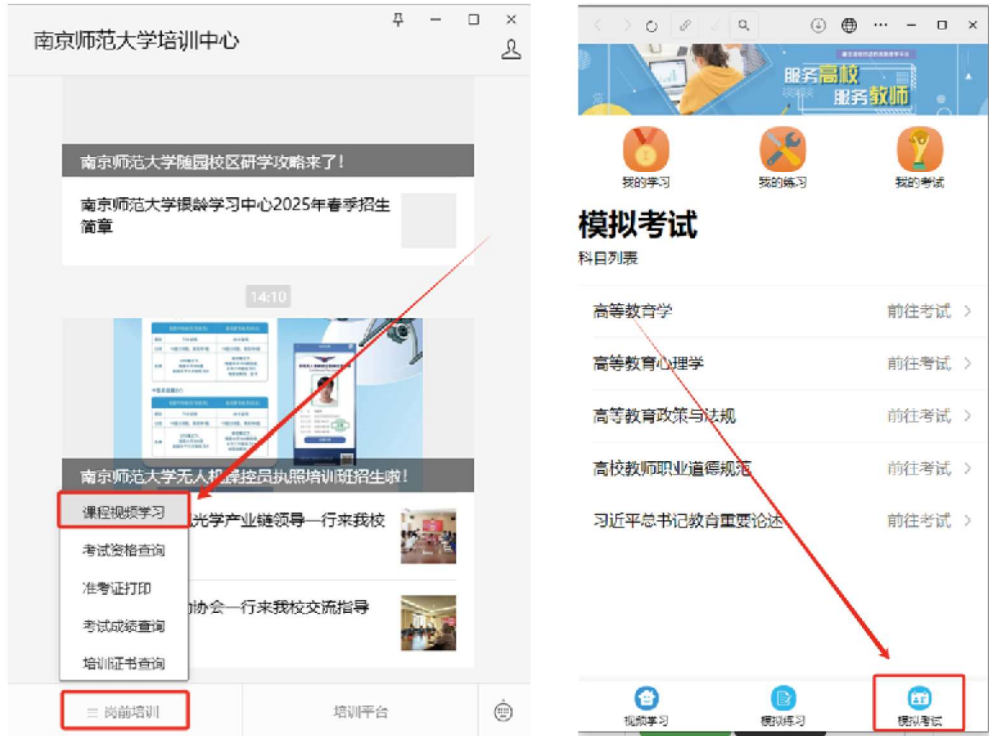 南京师范大学培训中心
南京师范大学随园校区研学攻略来了!
南京师范大学银龄学习中心2025年春季招生
简章
14:10
南京师范大学无人机操控员执照培训班招生啦!
课程视频学习
光学产业链领导一行来我校
考试资格查询
准考证打印
协会一行来我校交流指导
考试成绩查询
培训证书查询
岗前培训
培训平台
服务高校
服务教师
我的学习
我的练习
我的考试
模拟考试
科目列表
高等教育学
前往考试
高等教育心理学
前往考试
高等教育政策与法规
前往考试
高校教师职业道德规范
前往考试
习近平总书记教育重要论述
前往考试
视频学习
模拟练习
模拟考试